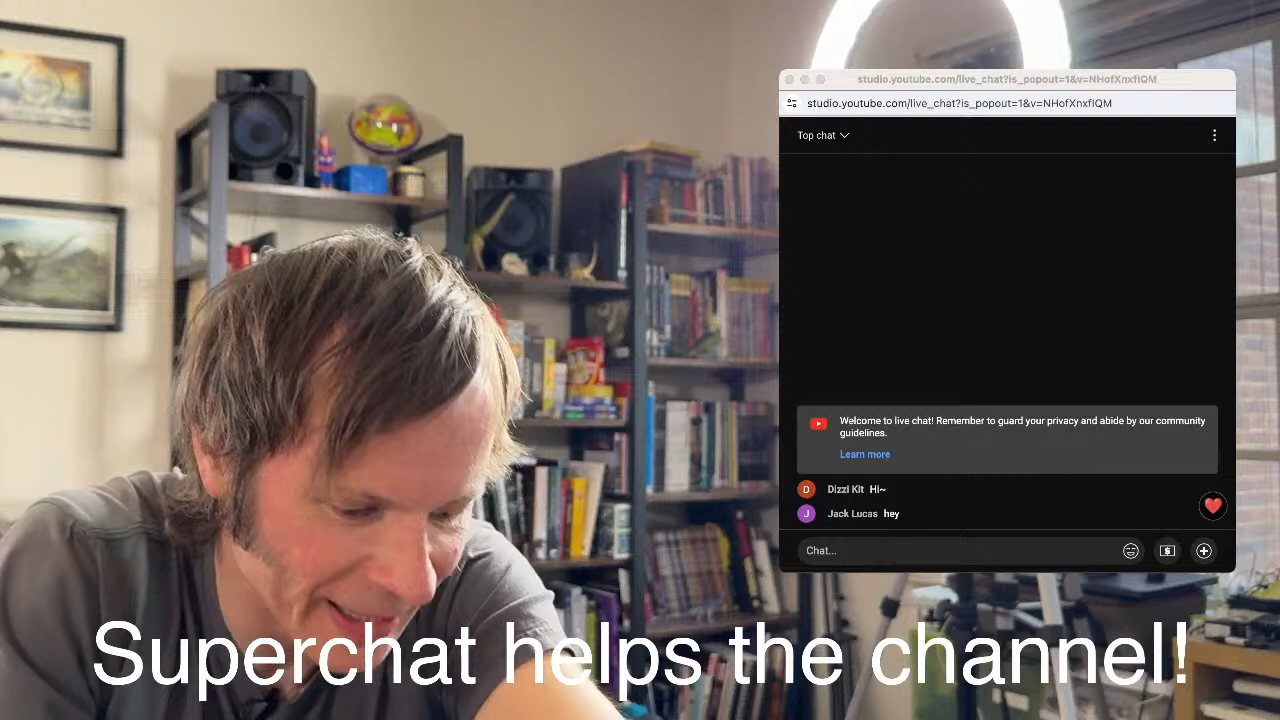 studio.youtube.com/live_chat?is_popout=1&v=NHofXnxfIQM
studio.youtube.com/live_chat?is_popout=1&v=NHofXnxfIQM
Top chat
Welcome to live chat! Remember to guard your privacy and abide by our community
guidelines.
Learn more
D Dizzi Kit Hi~
J Jack Lucas hey
Chat...
Superchat helps the channel!